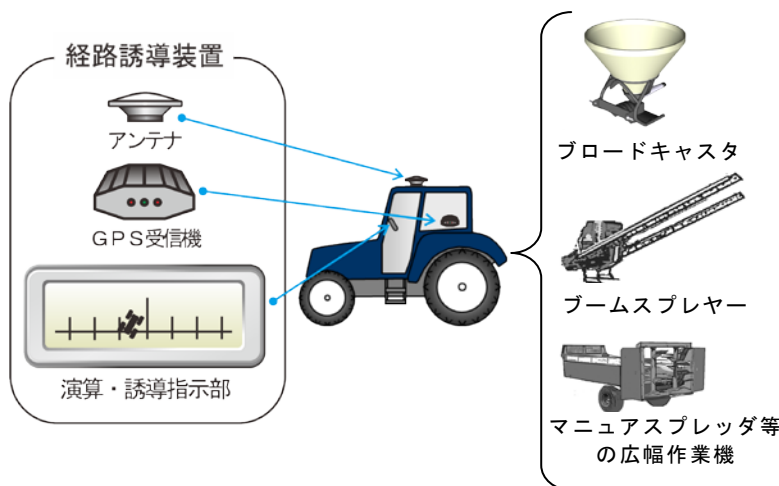 経路誘導装置
アンテナ
GPS受信機
演算・誘導指示部
ブロードキャスタ
ブームスプレヤー
マニュアスプレッダ等
の広幅作業機